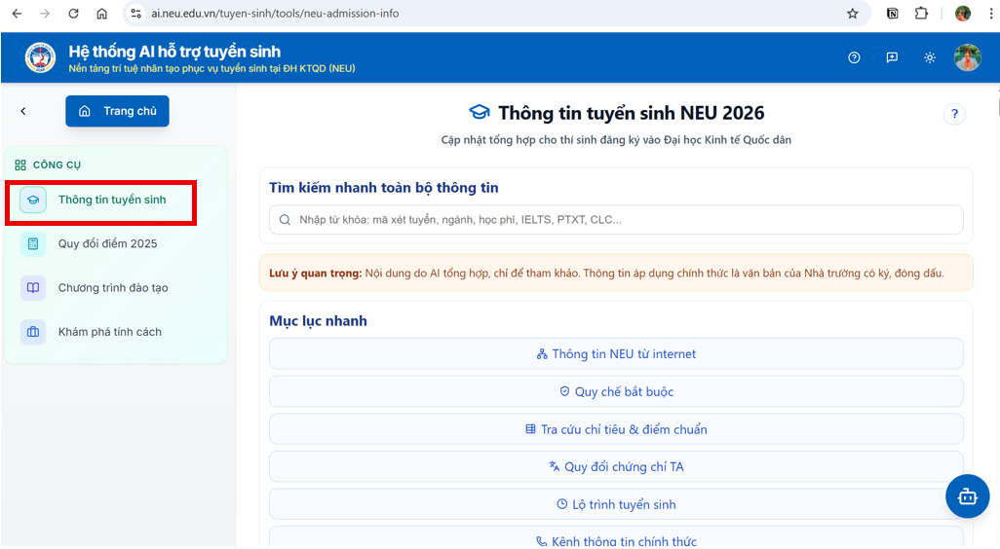 ai.neu.edu.vn/tuyen-sinh/tools/neu-admission-info
Hệ thống AI hỗ trợ tuyển sinh
Nền tảng trí tuệ nhân tạo phục vụ tuyển sinh tại ĐH KTQD (NEU)
Trang chủ
CÔNG CỤ
Thông tin tuyển sinh
Quy đổi điểm 2025
Chương trình đào tạo
Khám phá tính cách
Thông tin tuyển sinh NEU 2026
?
Cập nhật tổng hợp cho thí sinh đăng ký vào Đại học Kinh tế Quốc dân
Tìm kiếm nhanh toàn bộ thông tin
Nhập từ khóa: mã xét tuyển, ngành, học phí, IELTS, PTXT, CLC...
Lưu ý quan trọng: Nội dung do AI tổng hợp, chỉ để tham khảo. Thông tin áp dụng chính thức là văn bản của Nhà trường có ký, đóng dấu.
Mục lục nhanh
Thông tin NEU từ internet
Quy chế bắt buộc
Tra cứu chỉ tiêu & điểm chuẩn
Quy đổi chứng chỉ TA
Lộ trình tuyển sinh
Kênh thông tin chính thức